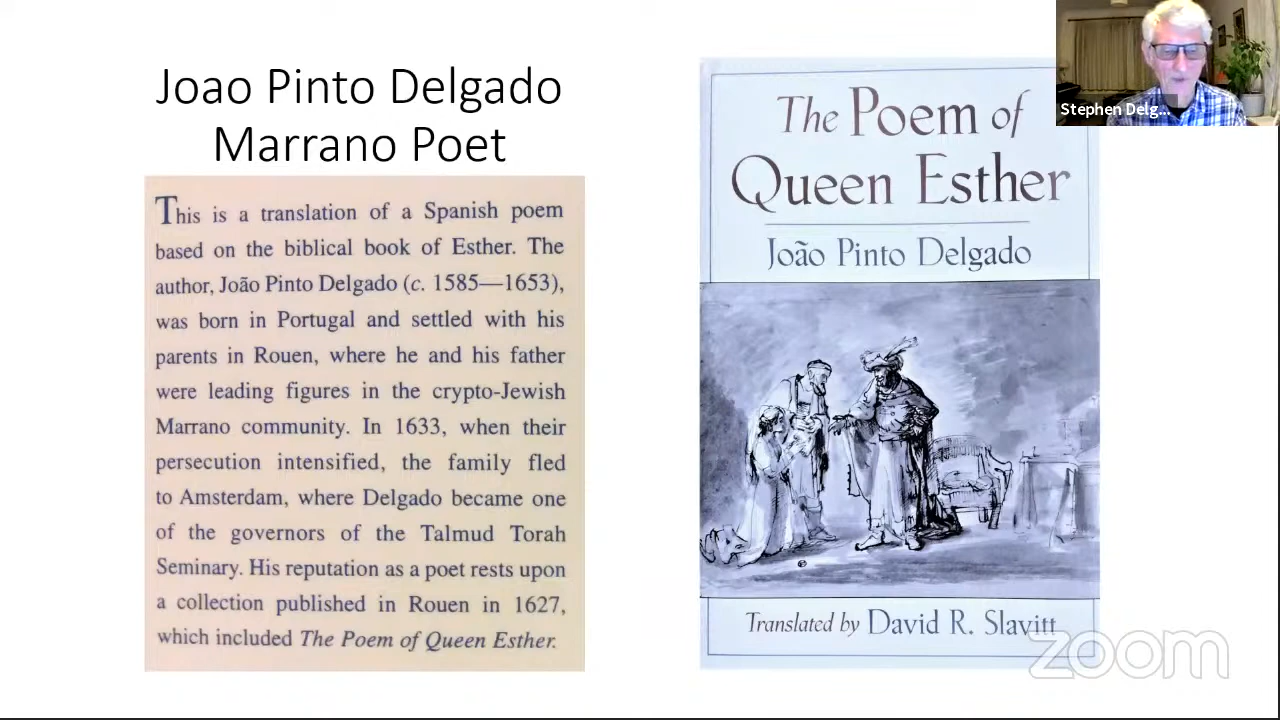 Joao Pinto Delgado
Marrano Poet
This is a translation of a Spanish poem
based on the biblical book of Esther. The
author, João Pinto Delgado (c. 1585—1653),
was born in Portugal and settled with his
parents in Rouen, where he and his father
were leading figures in the crypto-Jewish
Marrano community. In 1633, when their
persecution intensified, the family fled
to Amsterdam, where Delgado became one
of the governors of the Talmud Torah
Seminary. His reputation as a poet rests upon
a collection published in Rouen in 1627,
which included The Poem of Queen Esther.
The Poem of
Queen Esther
João Pinto Delgado
Translated by David R. Slavitt
Stephen Delg...
zoom